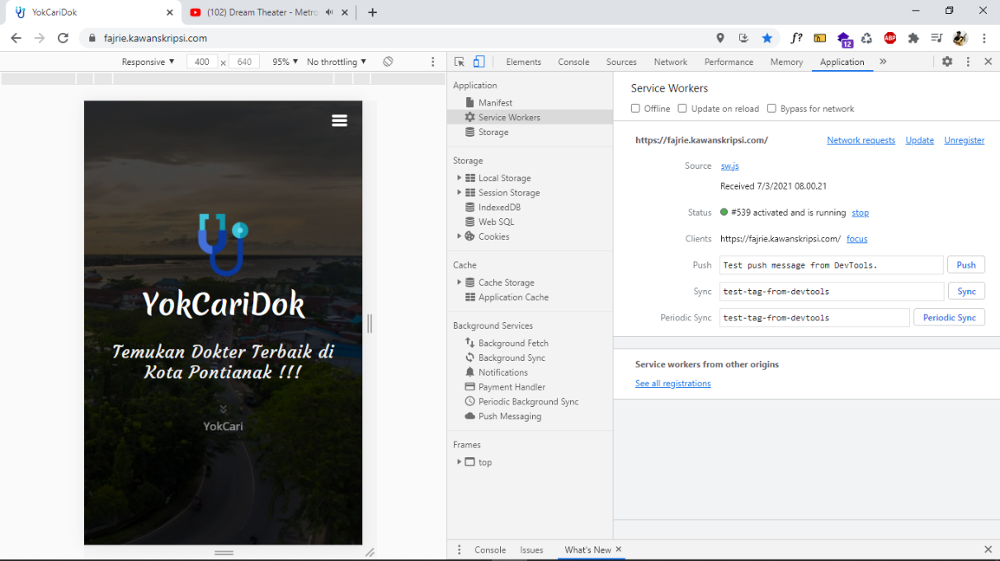 YokCariDok
(102) Dream Theater - Metro
fajrie.kawanskripsi.com
f?
12
ABP
Responsive ▼ 400 x 640 95% ▼ No throttling ▼
Elements Console Sources Network Performance Memory Application »
YokCariDok
Temukan Dokter Terbaik di
Kota Pontianak !!!
YokCari
Application
Manifest
Service Workers
Storage
Storage
Local Storage
Session Storage
IndexedDB
Web SQL
Cookies
Cache
Cache Storage
Application Cache
Background Services
Background Fetch
Background Sync
Notifications
Payment Handler
Periodic Background Sync
Push Messaging
Frames
top
Service Workers
Offline Update on reload Bypass for network
https://fajrie.kawanskripsi.com/ Network requests Update Unregister
Source sw.js
Received 7/3/2021 08.00.21
Status #539 activated and is running stop
Clients https://fajrie.kawanskripsi.com/ focus
Push Test push message from DevTools. Push
Sync test-tag-from-devtools Sync
Periodic Sync test-tag-from-devtools Periodic Sync
Service workers from other origins
See all registrations
Console Issues What's New ×